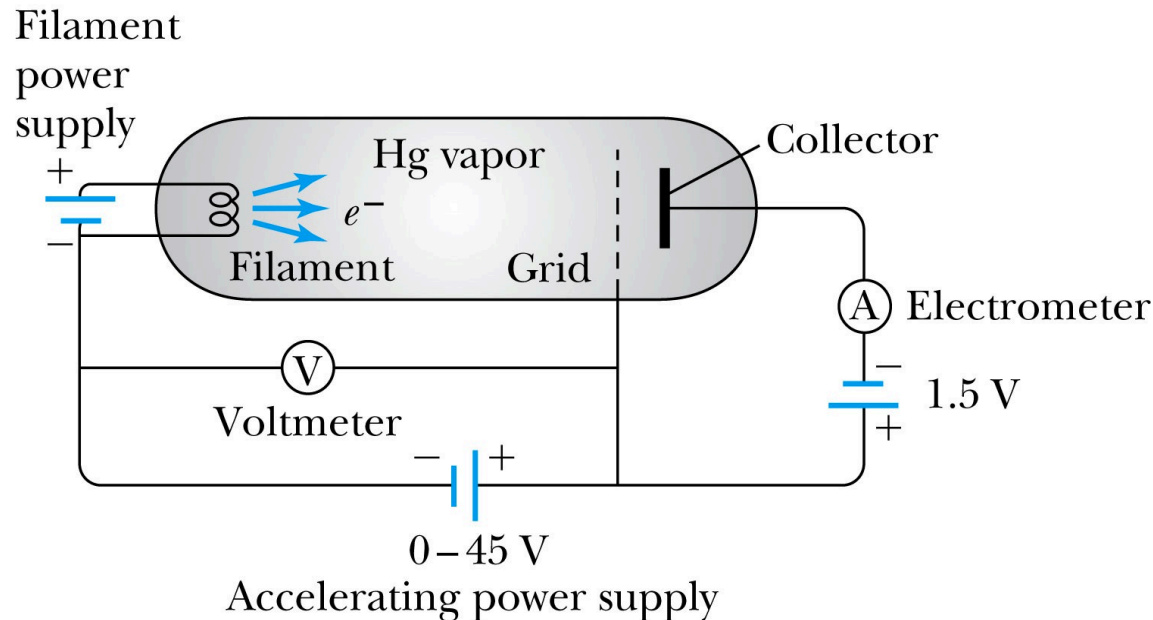 Filament
power
supply
+
−
Hg vapor
e−
Filament
Grid
Collector
A
Electrometer
−
1.5 V
+
V
Voltmeter
− +
0–45 V
Accelerating power supply